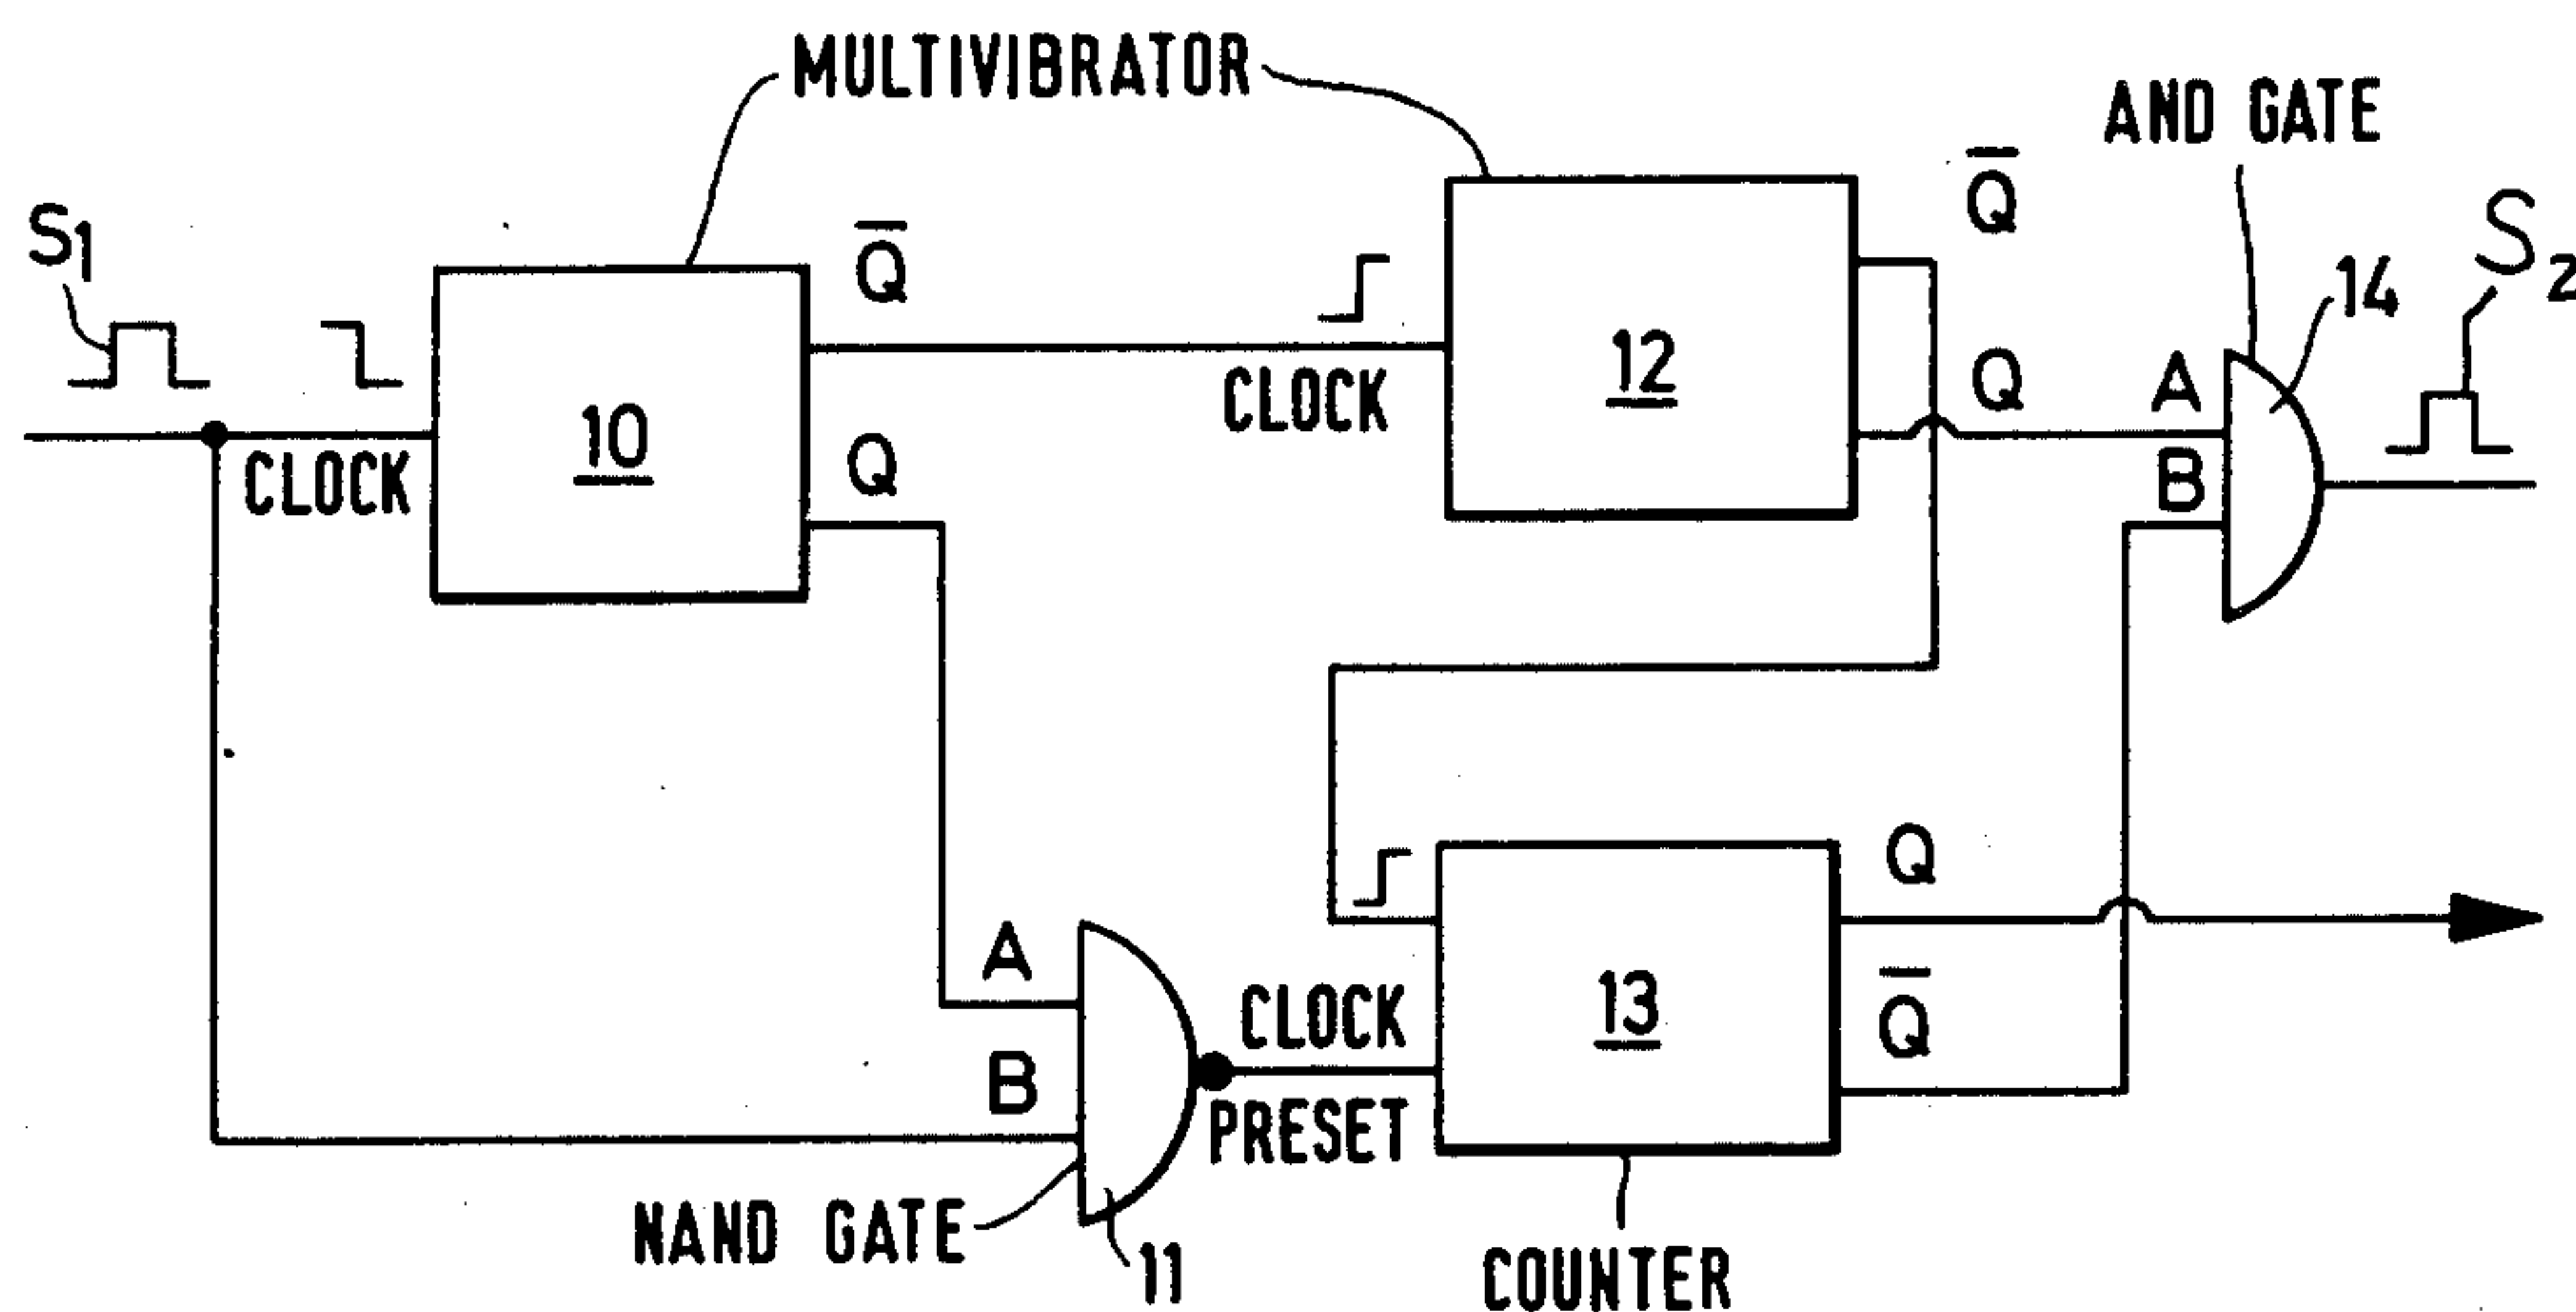 MULTIVIBRATOR
AND GATE
S1
Q̅
Q̅
S2
14
12
CLOCK
Q
A
10
CLOCK
Q
B
Q
A
CLOCK
13
Q̅
B
PRESET
NAND GATE
11
COUNTER